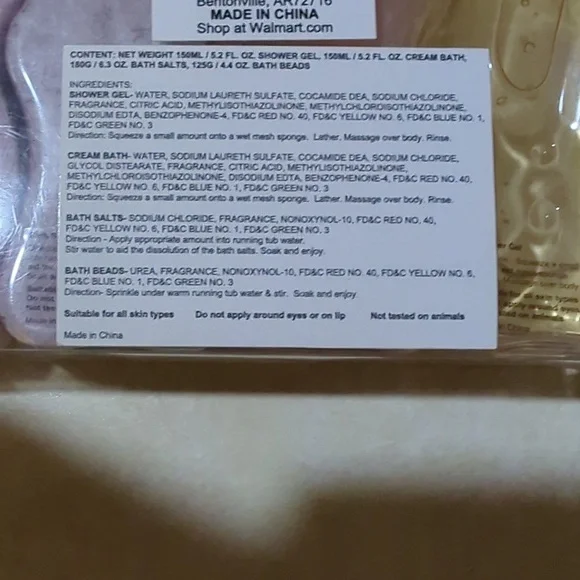 Bentonville, AR72716
MADE IN CHINA
Shop at Walmart.com
CONTENT: NET WEIGHT 150ML / 5.2 FL. OZ. SHOWER GEL, 150ML / 5.2 FL. OZ. CREAM BATH,
180G / 6.3 OZ. BATH SALTS, 125G / 4.4 OZ. BATH BEADS
INGREDIENTS:
SHOWER GEL- WATER, SODIUM LAURETH SULFATE, COCAMIDE DEA, SODIUM CHLORIDE,
FRAGRANCE, CITRIC ACID, METHYLISOTHIAZOLINONE, METHYLCHLOROISOTHIAZOLINONE,
DISODIUM EDTA, BENZOPHENONE-4, FD&C RED NO. 40, FD&C YELLOW NO. 5, FD&C BLUE NO. 1,
FD&C GREEN NO. 3
Direction: Squeeze a small amount onto a wet mesh sponge. Lather. Massage over body. Rinse.
CREAM BATH- WATER, SODIUM LAURETH SULFATE, COCAMIDE DEA, SODIUM CHLORIDE,
GLYCOL DISTEARATE, FRAGRANCE, CITRIC ACID, METHYLISOTHIAZOLINONE,
METHYLCHLOROISOTHIAZOLINONE, DISODIUM EDTA, BENZOPHENONE-4, FD&C RED NO. 40,
FD&C YELLOW NO. 5, FD&C BLUE NO. 1, FD&C GREEN NO. 3
Direction: Squeeze a small amount onto a wet mesh sponge. Lather. Massage over body. Rinse.
BATH SALTS- SODIUM CHLORIDE, FRAGRANCE, NONOXYNOL-10, FD&C RED NO. 40,
FD&C YELLOW NO. 5, FD&C BLUE NO. 1, FD&C GREEN NO. 3
Direction - Apply appropriate amount into running tub water.
Stir water to aid the dissolution of the bath salts. Soak and enjoy.
BATH BEADS- UREA, FRAGRANCE, NONOXYNOL-10, FD&C RED NO. 40, FD&C YELLOW NO. 5,
FD&C BLUE NO. 1, FD&C GREEN NO. 3
Direction- Sprinkle under warm running tub water & stir. Soak and enjoy
Suitable for all skin types Do not apply around eyes or on lip Not tested on animals
Made in China